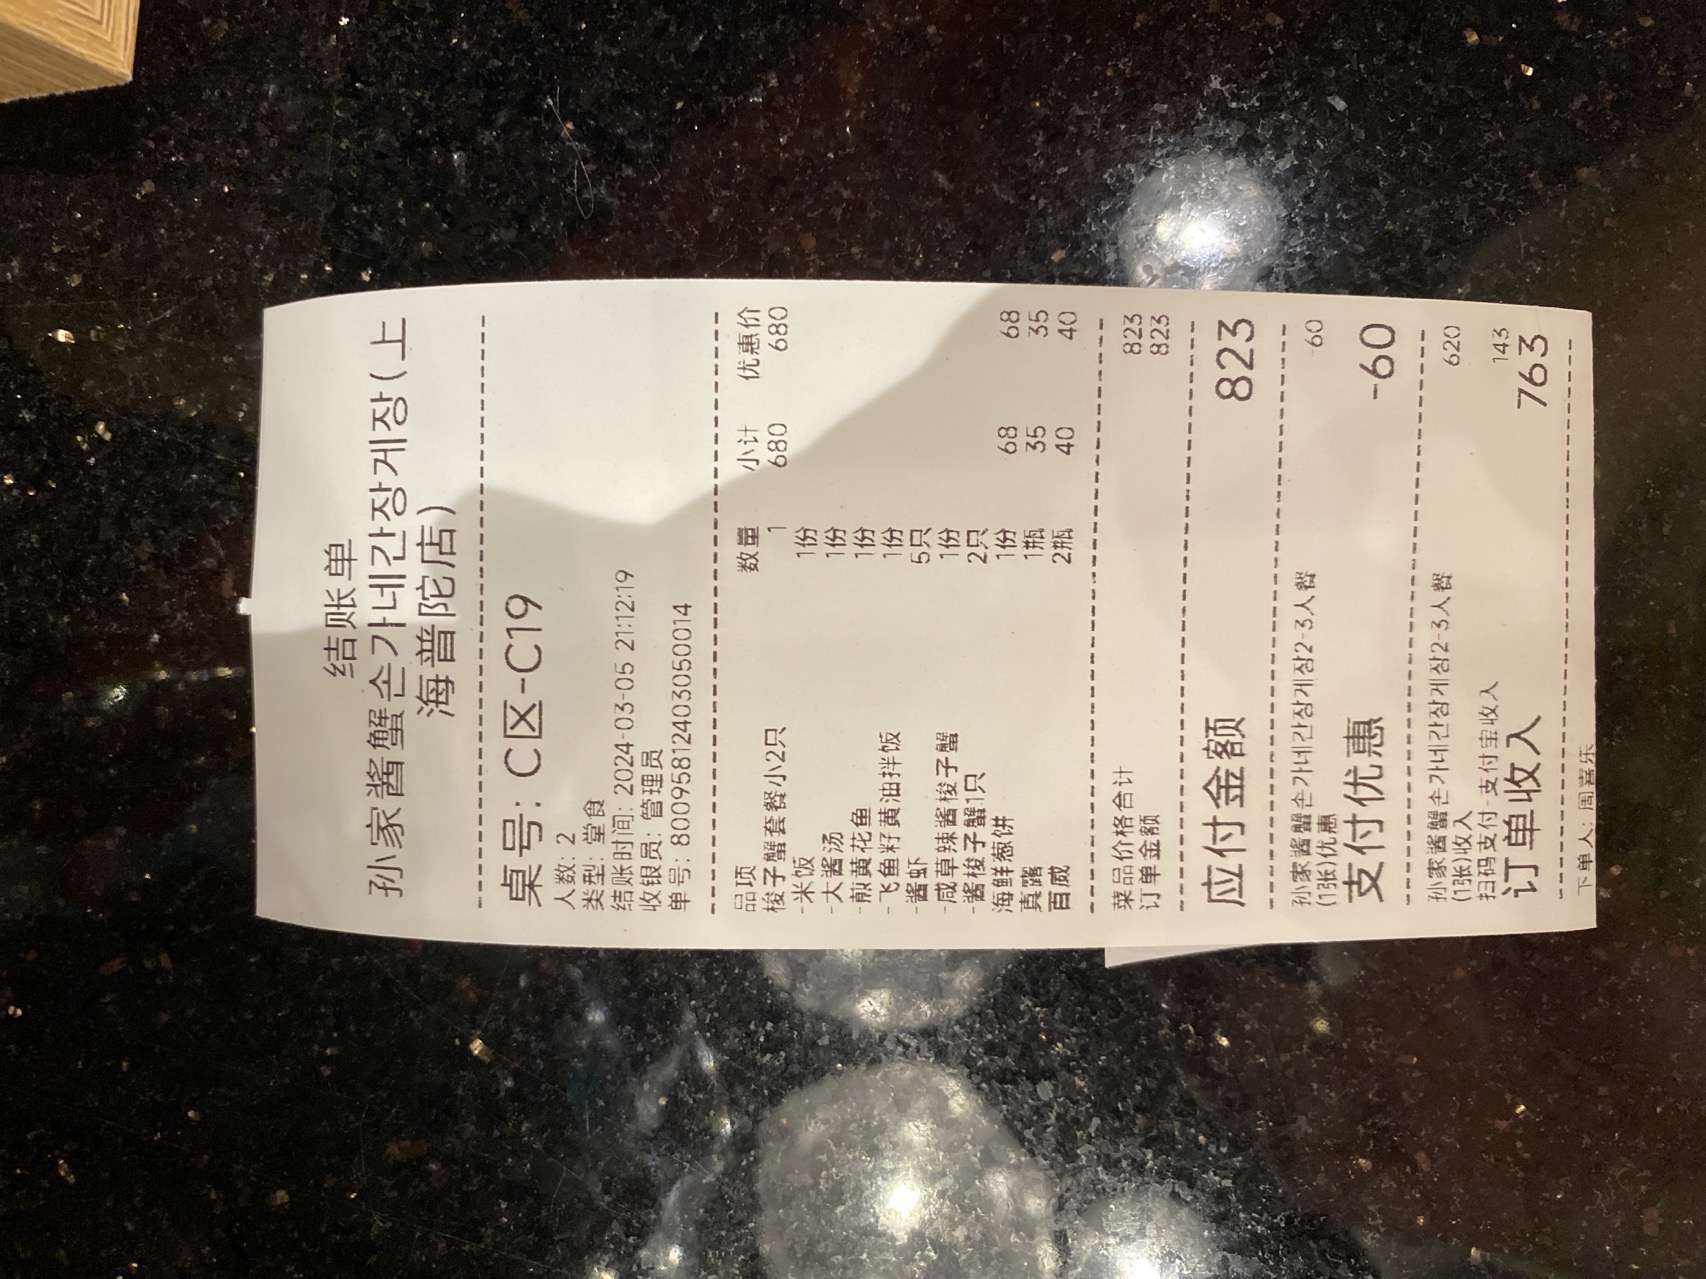 结账单
孙家酱蟹손가네간장게장(上
海普陀店)
桌号: C区-C19
人数: 2
类型: 堂食
结账时间: 2024-03-05 21:12:19
收银员: 管理员
单号: 800958124030500​14
品项 数量 小计 优惠价
梭子蟹套餐小2只 1 680 680
-米饭 1份
-大酱汤 1份
-煎黄花鱼 1份
-飞鱼籽黄油拌饭 1份
-酱虾 5只
-咸草辣酱梭子蟹 1份
-酱梭子蟹1只 2只
海鲜葱饼 1份 68 68
真露 1瓶 35 35
百威 2瓶 40 40
菜品价格合计 823
订单金额 823
应付金额 823
孙家酱蟹손가네간장게장2-3人餐 -60
(1张)优惠
支付优惠 -60
孙家酱蟹손가네간장게장2-3人餐 620
(1张)收入
扫码支付-支付宝收入 143
订单收入 763
下单人: 周喜乐